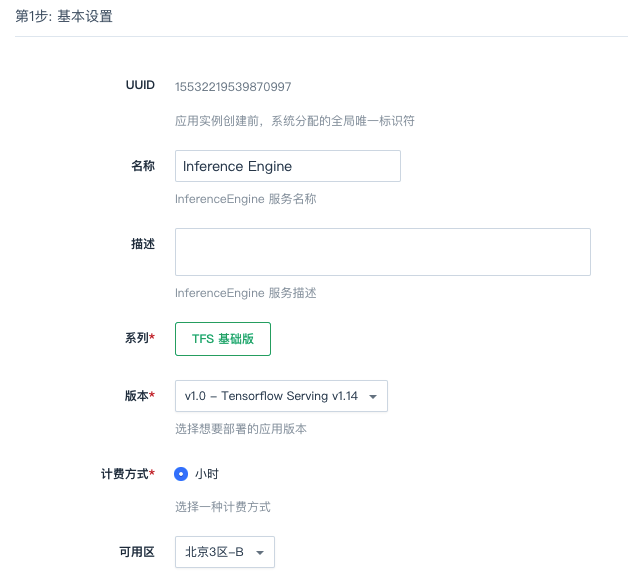 第1步: 基本设置
UUID 15532219539870997
应用实例创建前，系统分配的全局唯一标识符
名称 Inference Engine
InferenceEngine 服务名称
描述
InferenceEngine 服务描述
系列* TFS 基础版
版本* v1.0 – Tensorflow Serving v1.14
选择想要部署的应用版本
计费方式* 小时
选择一种计费方式
可用区 北京3区-B